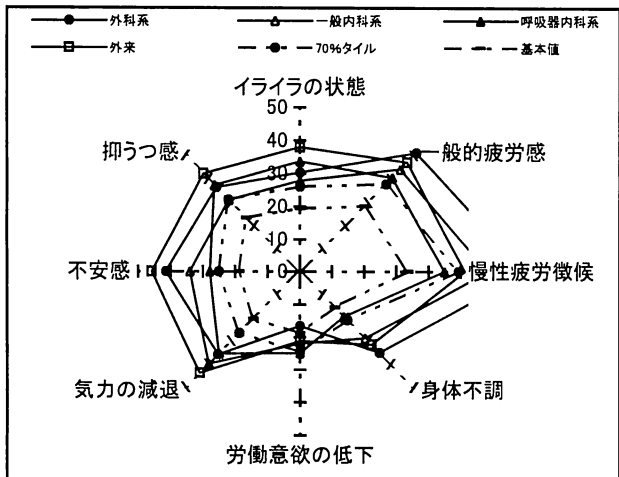 外科系 一般内科系 呼吸器内科系
外来 70%タイル 基本値
イライラの状態
50
40
30
20
10
0
抑うつ感
一般的疲労感
不安感
慢性疲労徴候
気力の減退
身体不調
労働意欲の低下